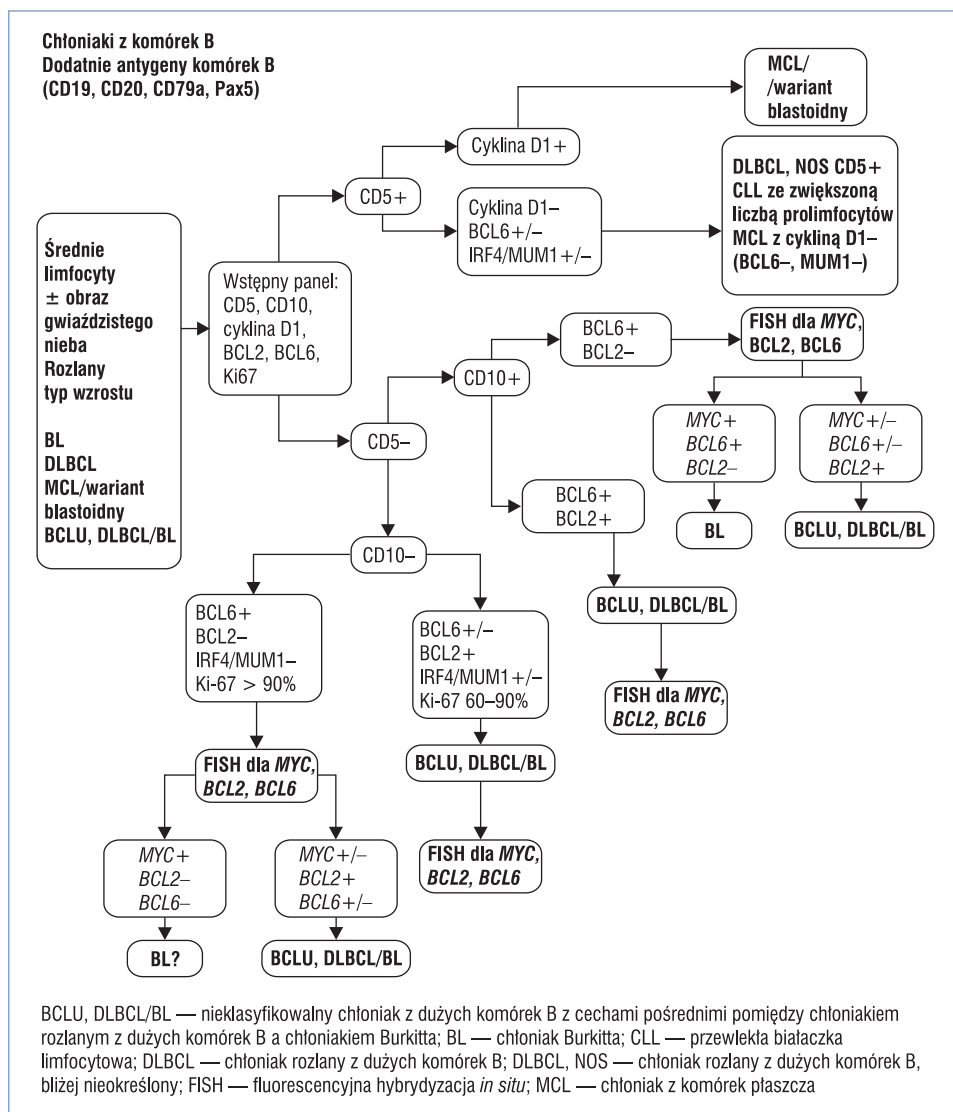 Chłoniaki z komórek B
Dodatnie antygeny komórek B
(CD19, CD20, CD79a, Pax5)
MCL/
/wariant
blastoidny
Cyklina D1+
CD5+
Cyklina D1–
BCL6+/–
IRF4/MUM1+/–
DLBCL, NOS CD5+
CLL ze zwiększoną
liczbą prolimfocytów
MCL z cykliną D1–
(BCL6–, MUM1–)
Średnie
limfocyty
± obraz
gwiaździstego
nieba
Rozlany
typ wzrostu
BL
DLBCL
MCL/wariant
blastoidny
BCLU, DLBCL/BL
Wstępny panel:
CD5, CD10,
cyklina D1,
BCL2, BCL6,
Ki67
CD5–
CD10+
BCL6+
BCL2–
FISH dla MYC,
BCL2, BCL6
MYC+
BCL6+
BCL2–
MYC+/–
BCL6+/–
BCL2+
BL
BCLU, DLBCL/BL
BCL6+
BCL2+
BCLU, DLBCL/BL
FISH dla MYC,
BCL2, BCL6
CD10–
BCL6+
BCL2–
IRF4/MUM1–
Ki-67 > 90%
BCL6+/–
BCL2+
IRF4/MUM1+/–
Ki-67 60–90%
FISH dla MYC,
BCL2, BCL6
BCLU, DLBCL/BL
FISH dla MYC,
BCL2, BCL6
MYC+
BCL2–
BCL6–
MYC+/–
BCL2+
BCL6+/–
BL?
BCLU, DLBCL/BL
BCLU, DLBCL/BL — nieklasyfikowalny chłoniak z dużych komórek B z cechami pośrednimi pomiędzy chłoniakiem
rozlanym z dużych komórek B a chłoniakiem Burkitta; BL — chłoniak Burkitta; CLL — przewlekła białaczka
limfocytowa; DLBCL — chłoniak rozlany z dużych komórek B; DLBCL, NOS — chłoniak rozlany z dużych komórek B,
bliżej nieokreślony; FISH — fluorescencyjna hybrydyzacja in situ; MCL — chłoniak z komórek płaszcza